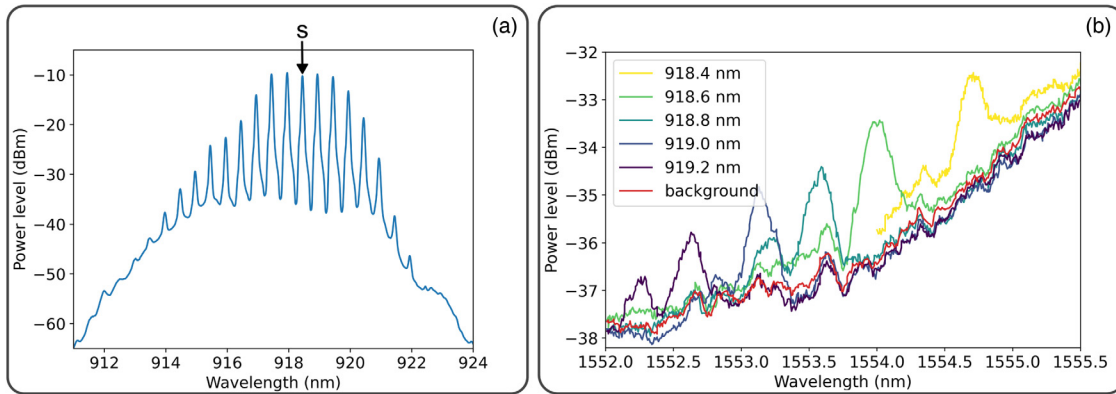 (a)
S
−10
−20
−30
−40
−50
−60
Power level (dBm)
912 914 916 918 920 922 924
Wavelength (nm)
(b)
−32
−33
−34
−35
−36
−37
−38
Power level (dBm)
918.4 nm
918.6 nm
918.8 nm
919.0 nm
919.2 nm
background
1552.0 1552.5 1553.0 1553.5 1554.0 1554.5 1555.0 1555.5
Wavelength (nm)